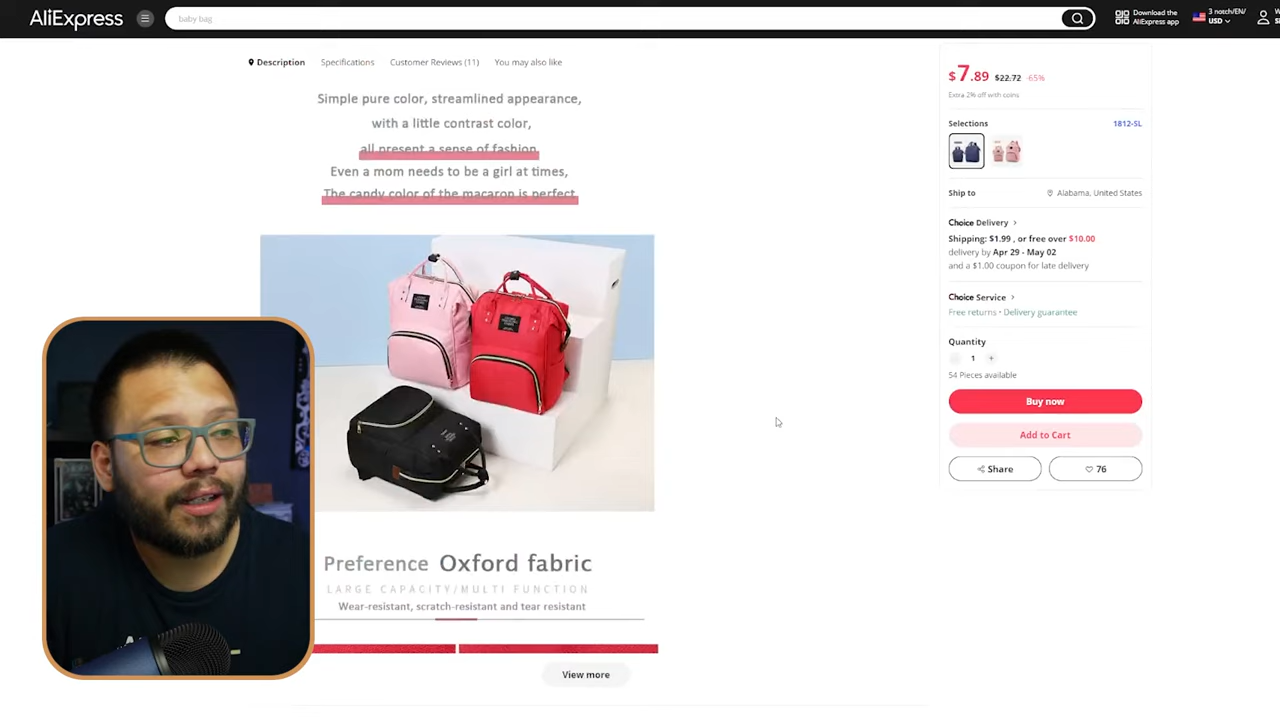 AliExpress
baby bag
Download the
AliExpress app
3 notch/EN/
USD
Description
Specifications
Customer Reviews (11)
You may also like
Simple pure color, streamlined appearance,
with a little contrast color,
all present a sense of fashion
Even a mom needs to be a girl at times,
The candy color of the macaron is perfect
Preference Oxford fabric
LARGE CAPACITY/MULTI FUNCTION
Wear-resistant, scratch-resistant and tear resistant
View more
$7.89 $22.72 -65%
Extra 2% off with coins
Selections 1812-SL
Ship to Alabama, United States
Choice Delivery >
Shipping: $1.99 , or free over $10.00
delivery by Apr 29 - May 02
and a $1.00 coupon for late delivery
Choice Service >
Free returns • Delivery guarantee
Quantity
- 1 +
54 Pieces available
Buy now
Add to Cart
Share
76